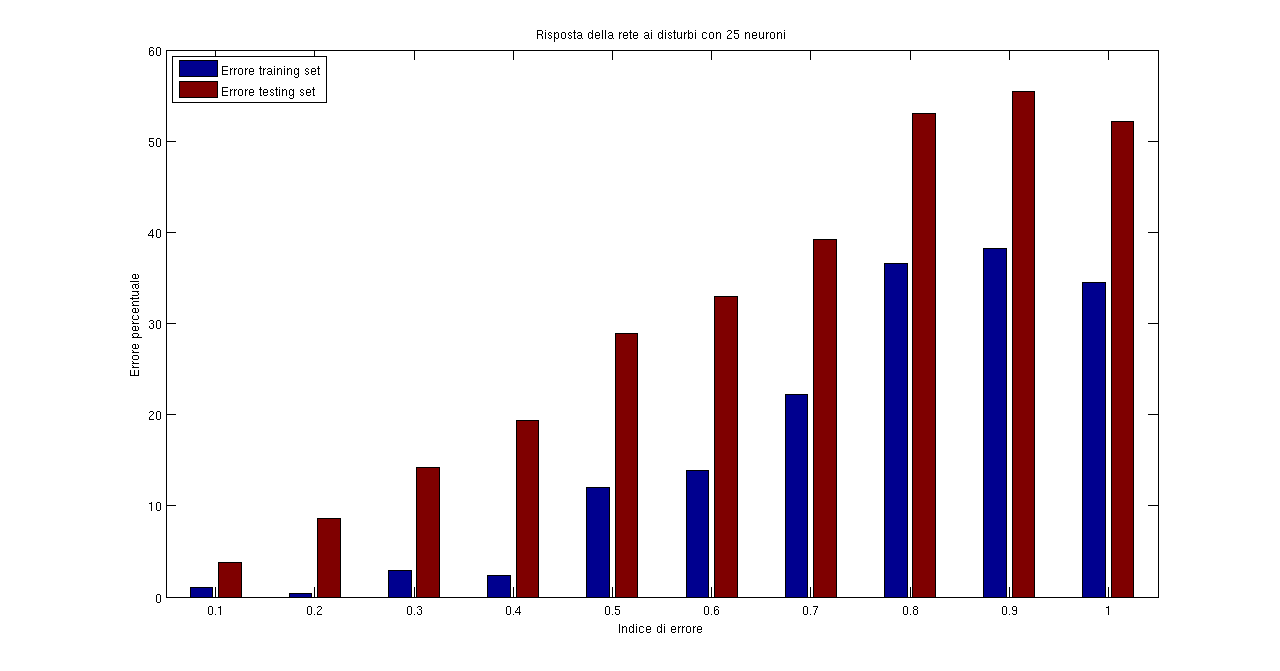 Risposta della rete ai disturbi con 25 neuroni
Errore training set
Errore testing set
60
50
40
30
20
10
0
Errore percentuale
0.1 0.2 0.3 0.4 0.5 0.6 0.7 0.8 0.9 1
Indice di errore